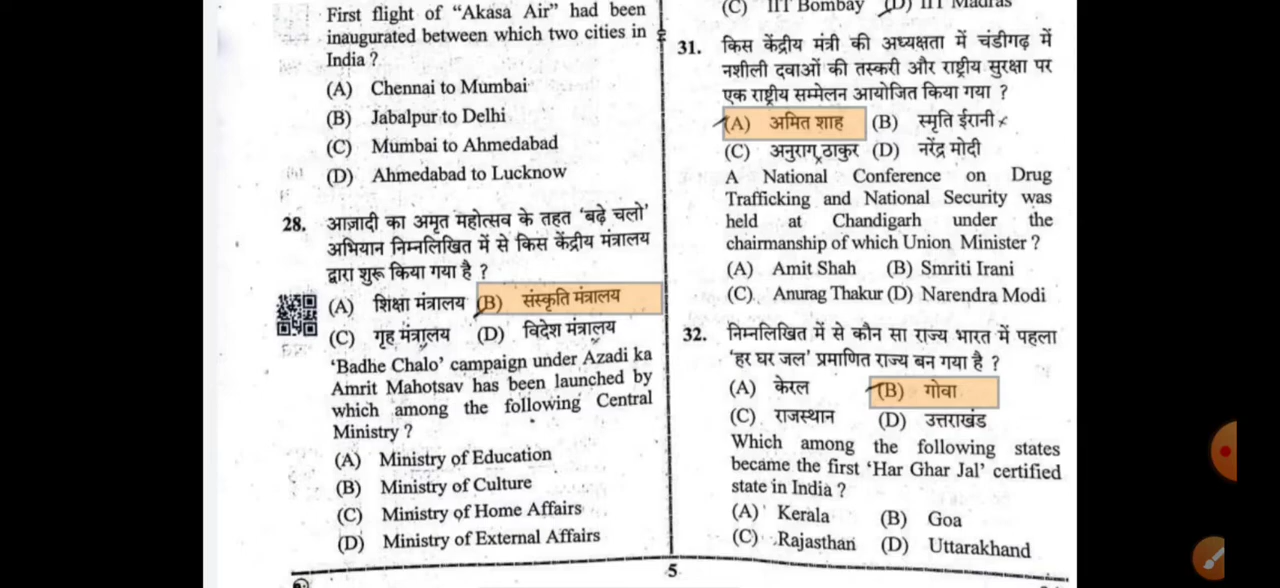 First flight of “Akasa Air” had been
inaugurated between which two cities in
India ?
(A) Chennai to Mumbai
(B) Jabalpur to Delhi
(C) Mumbai to Ahmedabad
(D) Ahmedabad to Lucknow
28. आज़ादी का अमृत महोत्सव के तहत ‘बढ़े चलो’
अभियान निम्नलिखित में से किस केंद्रीय मंत्रालय
द्वारा शुरू किया गया है ?
(A) शिक्षा मंत्रालय (B) संस्कृति मंत्रालय
(C) गृह मंत्रालय (D) विदेश मंत्रालय
‘Badhe Chalo’ campaign under Azadi ka
Amrit Mahotsav has been launched by
which among the following Central
Ministry ?
(A) Ministry of Education
(B) Ministry of Culture
(C) Ministry of Home Affairs
(D) Ministry of External Affairs
(C) IIT Bombay (D) IIT Madras
31. किस केंद्रीय मंत्री की अध्यक्षता में चंडीगढ़ में
नशीली दवाओं की तस्करी और राष्ट्रीय सुरक्षा पर
एक राष्ट्रीय सम्मेलन आयोजित किया गया ?
(A) अमित शाह (B) स्मृति ईरानी
(C) अनुराग ठाकुर (D) नरेंद्र मोदी
A National Conference on Drug
Trafficking and National Security was
held at Chandigarh under the
chairmanship of which Union Minister ?
(A) Amit Shah (B) Smriti Irani
(C) Anurag Thakur (D) Narendra Modi
32. निम्नलिखित में से कौन सा राज्य भारत में पहला
‘हर घर जल’ प्रमाणित राज्य बन गया है ?
(A) केरल (B) गोवा
(C) राजस्थान (D) उत्तराखंड
Which among the following states
became the first ‘Har Ghar Jal’ certified
state in India ?
(A) Kerala (B) Goa
(C) Rajasthan (D) Uttarakhand
5